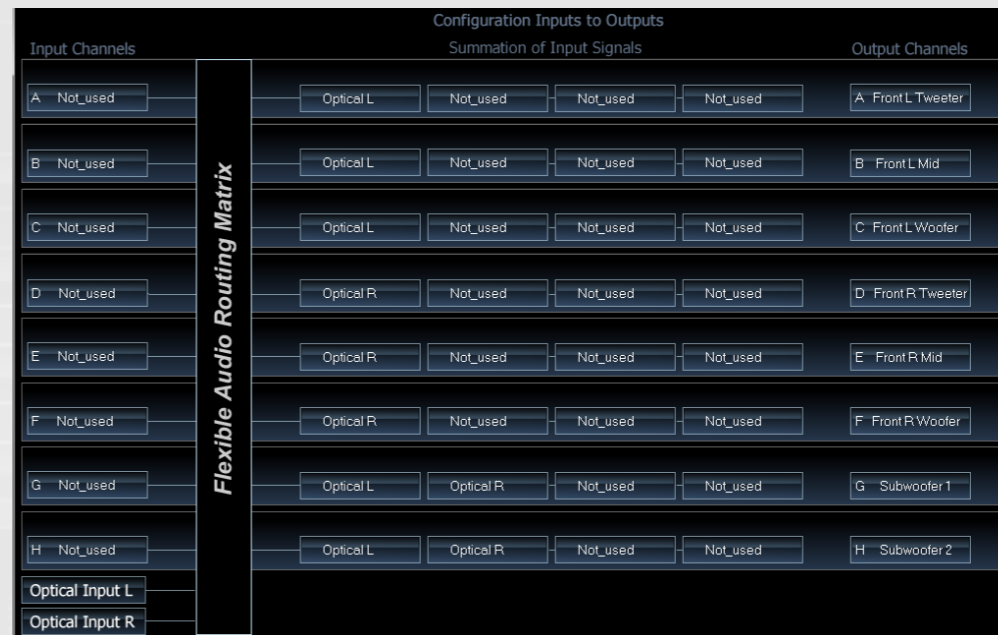 Configuration Inputs to Outputs
Input Channels Summation of Input Signals Output Channels
A Not_used Optical L Not_used Not_used Not_used A Front L Tweeter
B Not_used Optical L Not_used Not_used Not_used B Front L Mid
C Not_used Optical L Not_used Not_used Not_used C Front L Woofer
D Not_used Optical R Not_used Not_used Not_used D Front R Tweeter
E Not_used Optical R Not_used Not_used Not_used E Front R Mid
F Not_used Optical R Not_used Not_used Not_used F Front R Woofer
G Not_used Optical L Optical R Not_used Not_used G Subwoofer 1
H Not_used Optical L Optical R Not_used Not_used H Subwoofer 2
Flexible Audio Routing Matrix
Optical Input L
Optical Input R